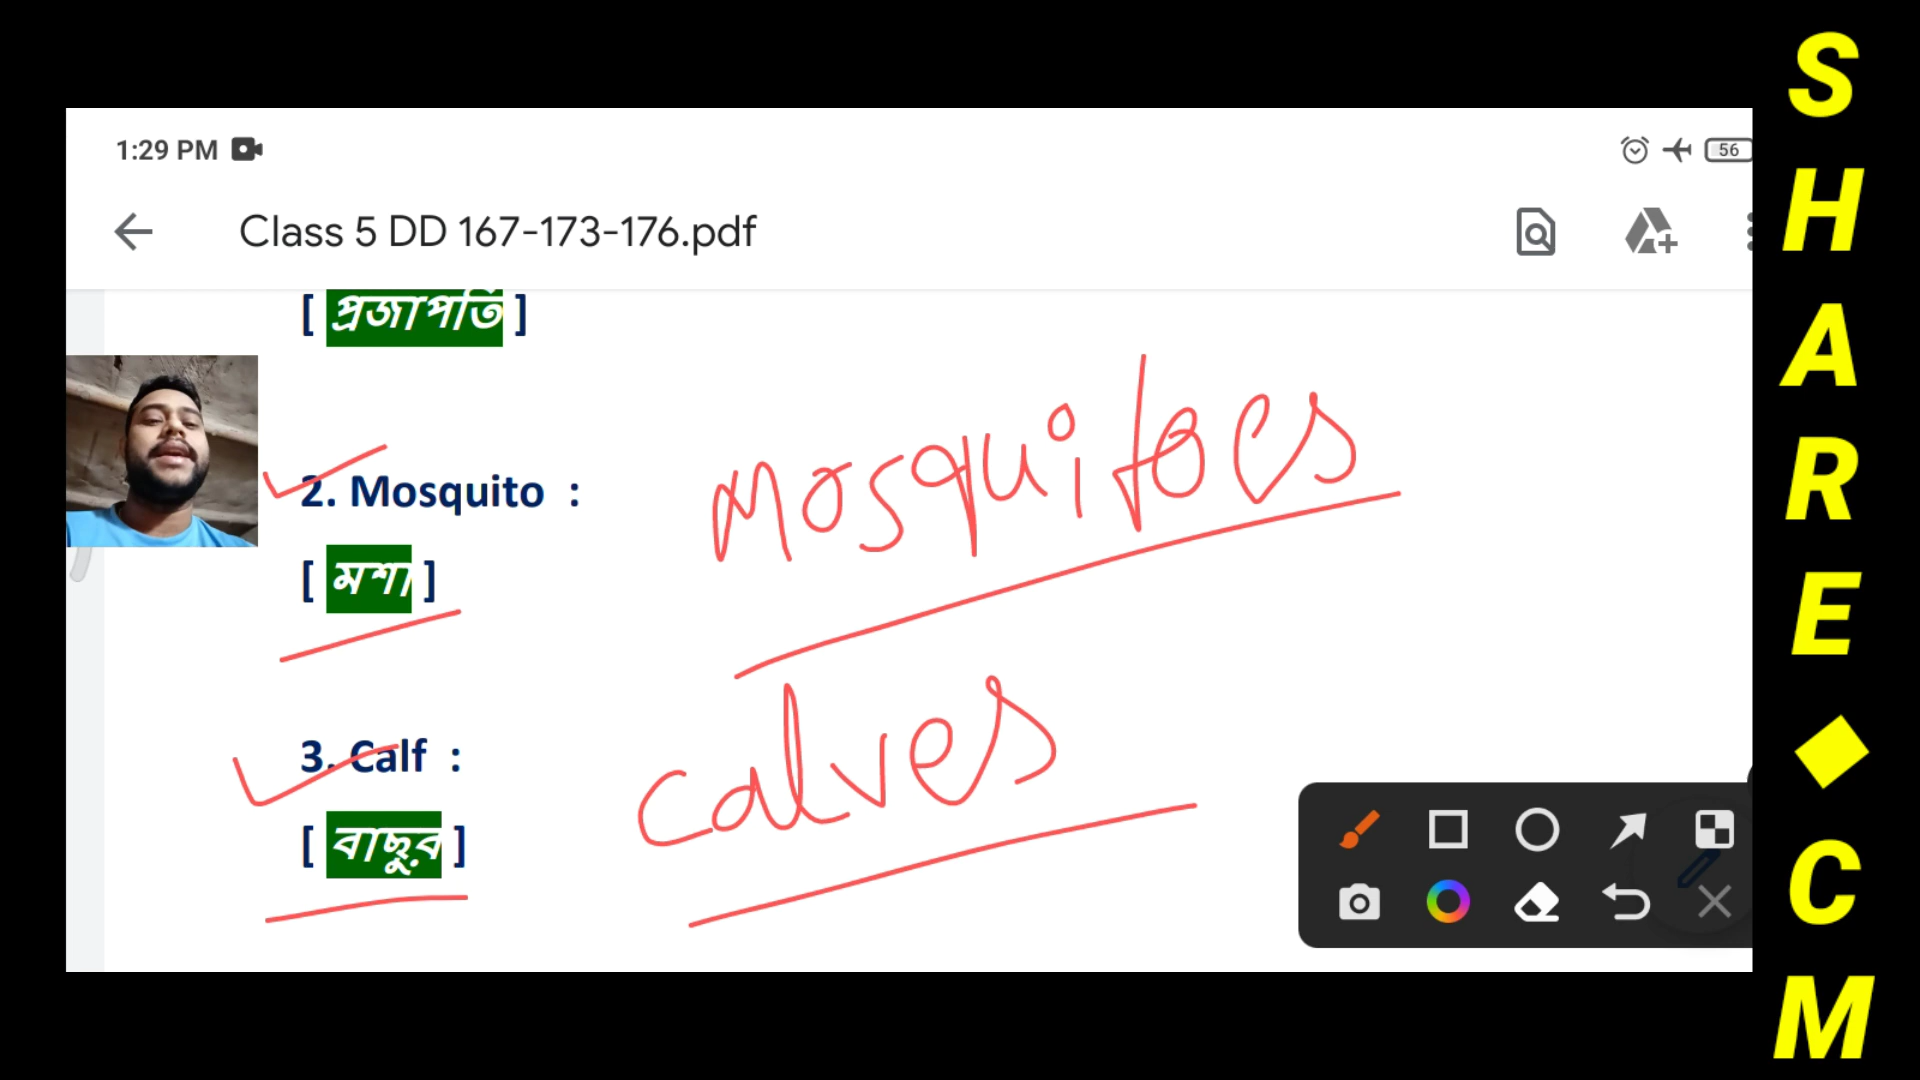 1:29 PM
56
Class 5 DD 167-173-176.pdf
[ প্রজাপতি ]
2. Mosquito :
Mosquitoes
[ মশা ]
3. Calf :
calves
[ বাছুর ]
SHARE◆CM